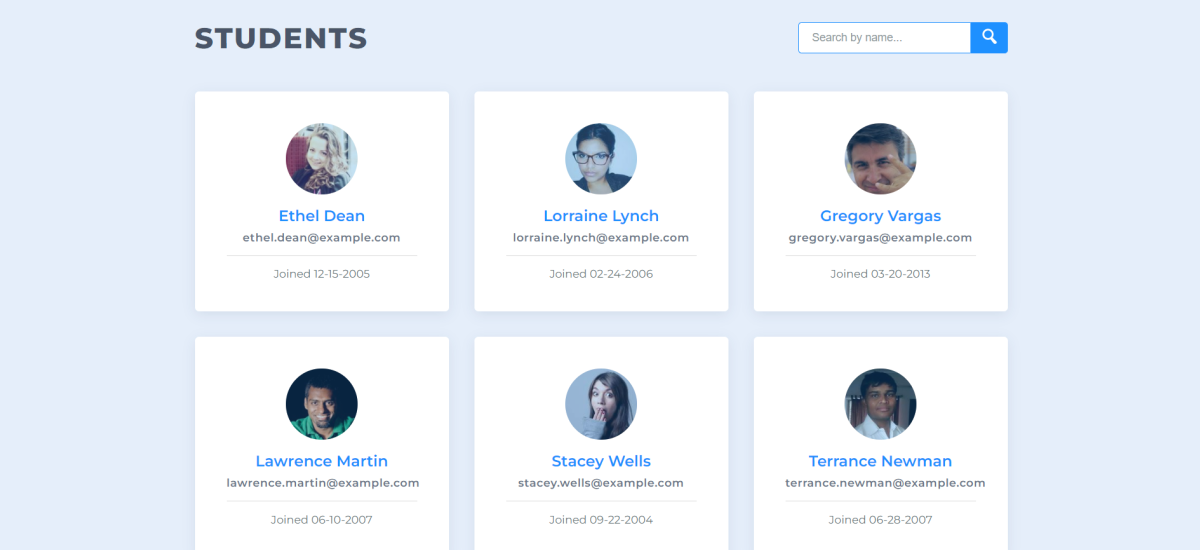 STUDENTS
Search by name...
Ethel Dean
ethel.dean@example.com
Joined 12-15-2005
Lorraine Lynch
lorraine.lynch@example.com
Joined 02-24-2006
Gregory Vargas
gregory.vargas@example.com
Joined 03-20-2013
Lawrence Martin
lawrence.martin@example.com
Joined 06-10-2007
Stacey Wells
stacey.wells@example.com
Joined 09-22-2004
Terrance Newman
terrance.newman@example.com
Joined 06-28-2007